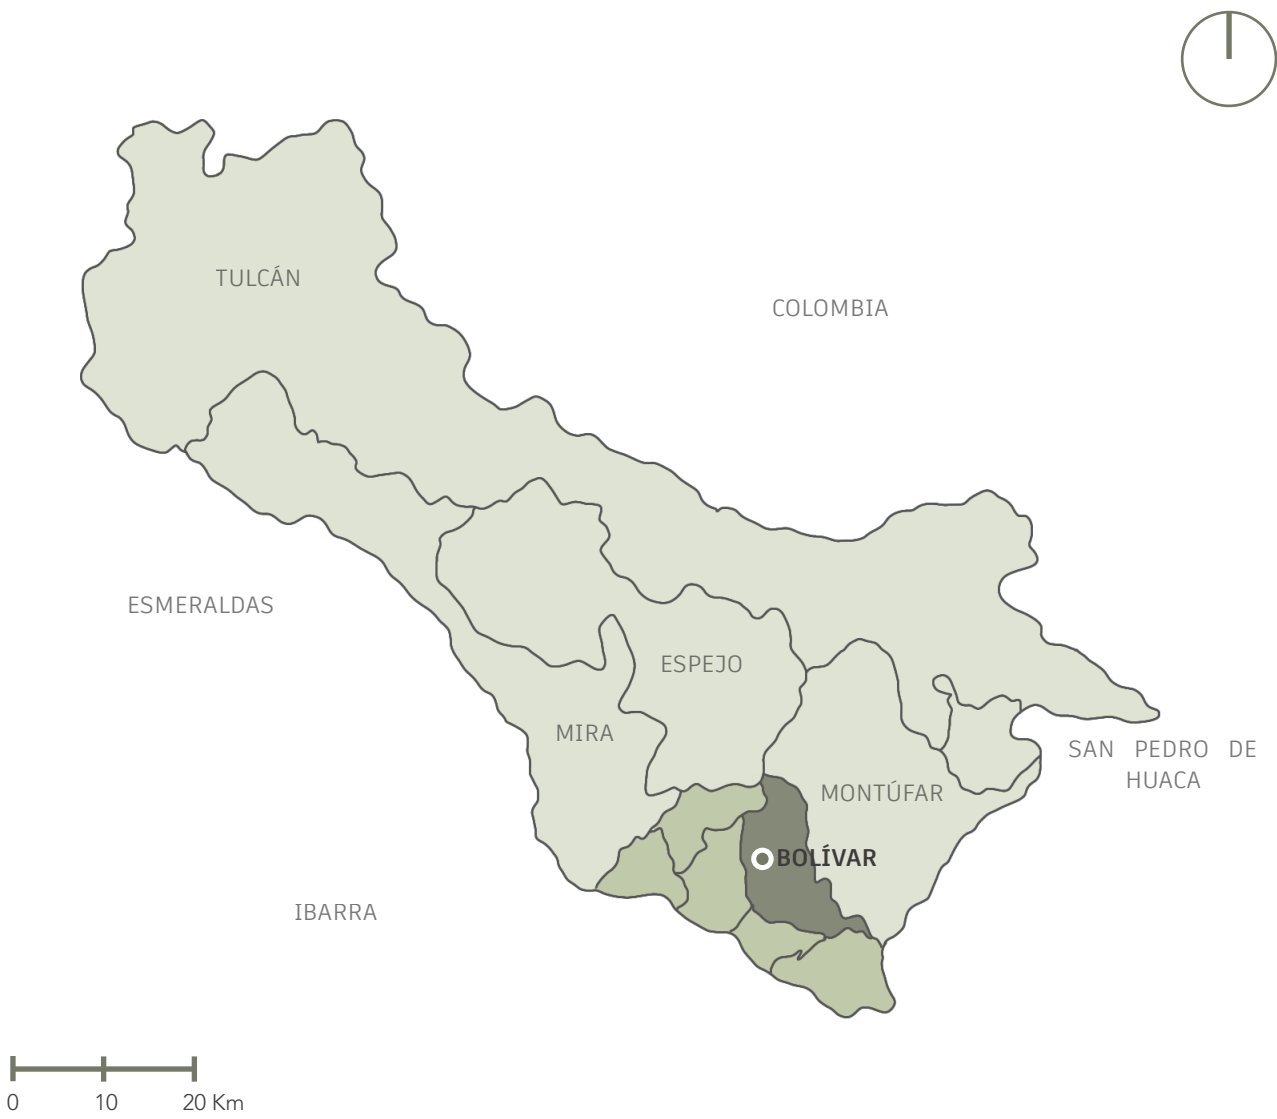 TULCÁN
COLOMBIA
ESMERALDAS
ESPEJO
MIRA
SAN PEDRO DE
HUACA
MONTÚFAR
BOLÍVAR
IBARRA
0 10 20 Km